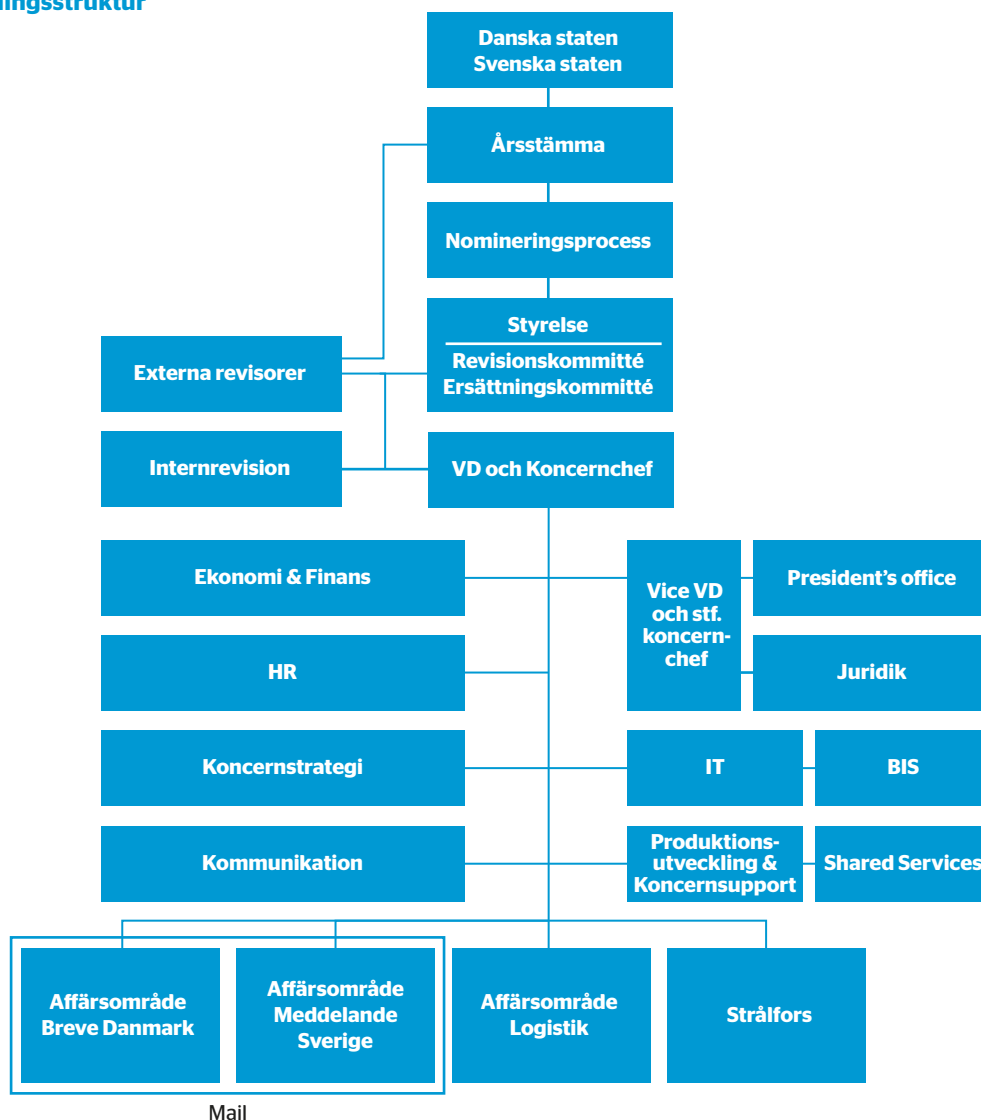 ingsstruktur
Danska staten
Svenska staten
Årsstämma
Nomineringsprocess
Styrelse
Revisionskommitté
Ersättningskommitté
Externa revisorer
Internrevision
VD och Koncernchef
Ekonomi & Finans
Vice VD
och stf.
koncern-
chef
President’s office
HR
Juridik
Koncernstrategi
IT
BIS
Kommunikation
Produktions-
utveckling &
Koncernsupport
Shared Services
Affärsområde
Breve Danmark
Affärsområde
Meddelande
Sverige
Affärsområde
Logistik
Strålfors
Mail